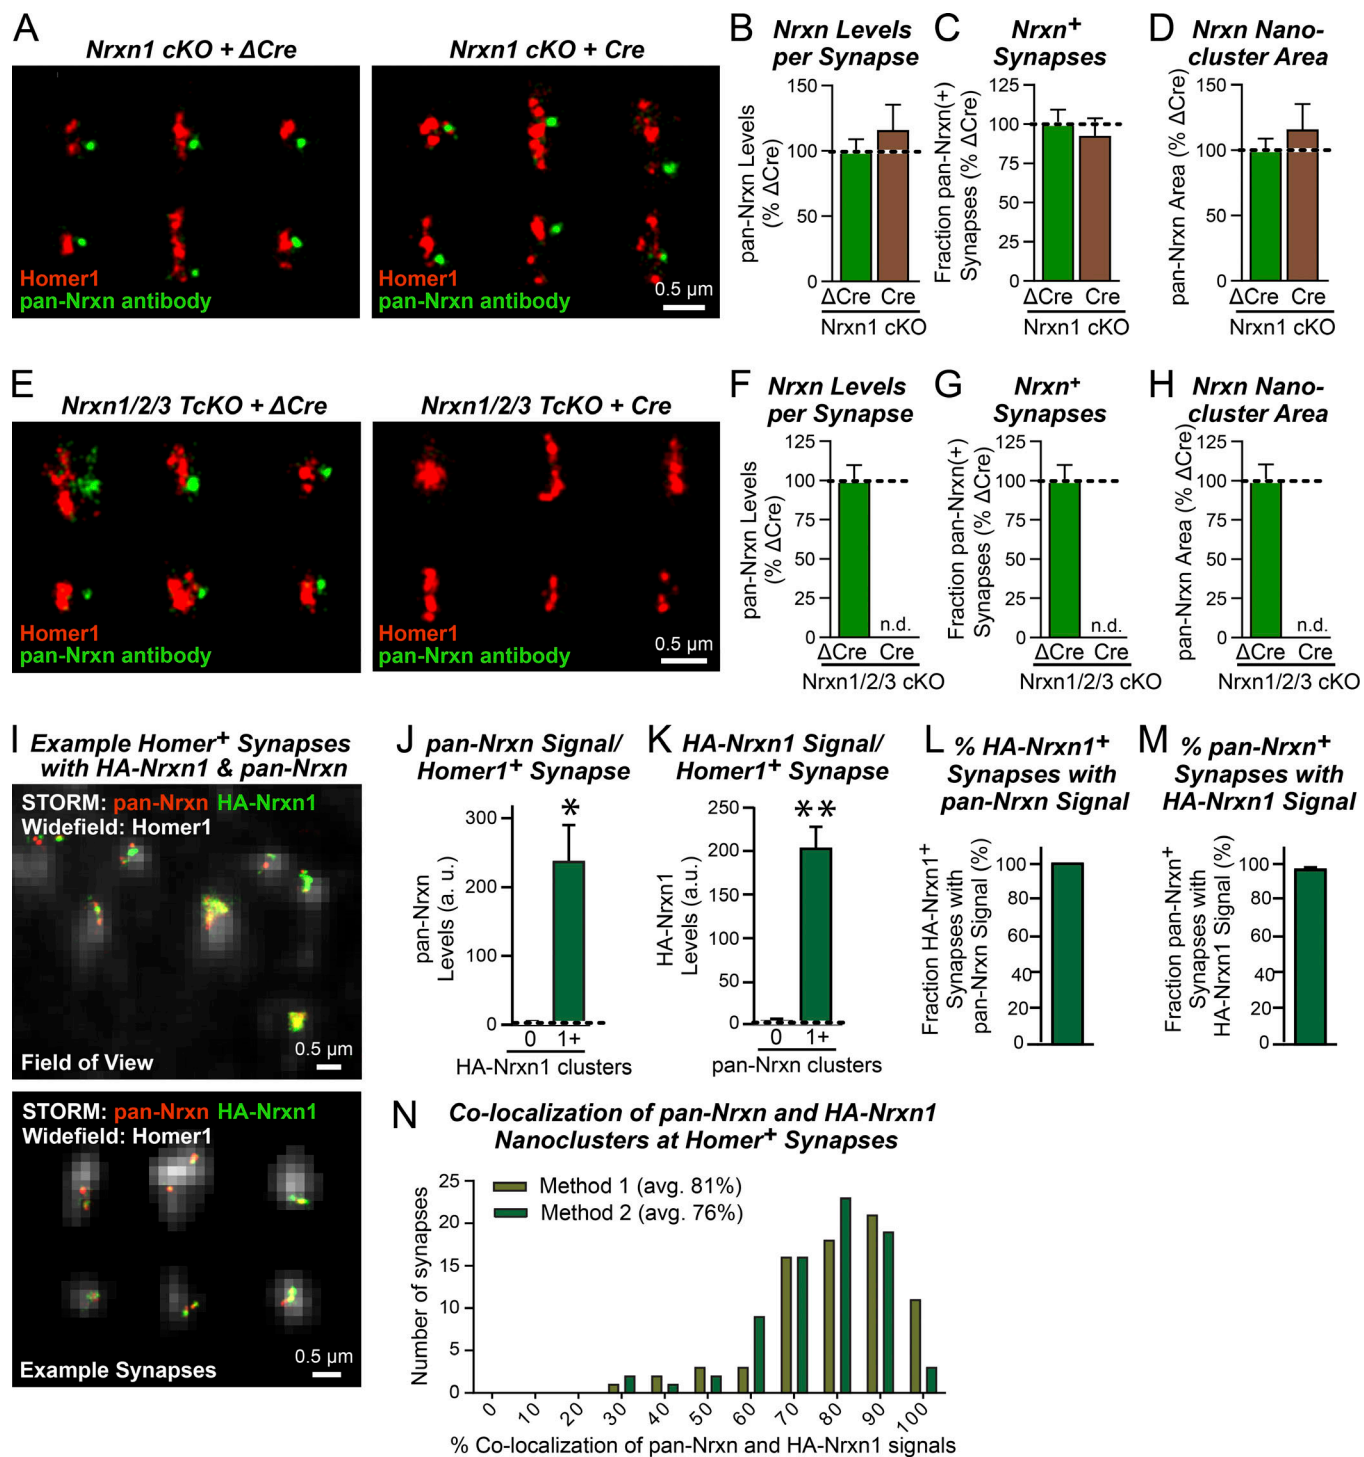 A
Nrxn1 cKO + ΔCre
Nrxn1 cKO + Cre
Homer1
pan-Nrxn antibody
0.5 µm
B
Nrxn Levels
per Synapse
pan-Nrxn Levels
(% ΔCre)
150
100
50
0
ΔCre Cre
Nrxn1 cKO
C
Nrxn+
Synapses
Fraction pan-Nrxn(+)
Synapses (% ΔCre)
125
100
75
50
25
0
ΔCre Cre
Nrxn1 cKO
D
Nrxn Nano-
cluster Area
pan-Nrxn Area (% ΔCre)
150
100
50
0
ΔCre Cre
Nrxn1 cKO
E
Nrxn1/2/3 TcKO + ΔCre
Nrxn1/2/3 TcKO + Cre
Homer1
pan-Nrxn antibody
0.5 µm
F
Nrxn Levels
per Synapse
pan-Nrxn Levels
(% ΔCre)
125
100
75
50
25
0
n.d.
ΔCre Cre
Nrxn1/2/3 cKO
G
Nrxn+
Synapses
Fraction pan-Nrxn(+)
Synapses (% ΔCre)
125
100
75
50
25
0
n.d.
ΔCre Cre
Nrxn1/2/3 cKO
H
Nrxn Nano-
cluster Area
pan-Nrxn Area (% ΔCre)
125
100
75
50
25
0
n.d.
ΔCre Cre
Nrxn1/2/3 cKO
I
Example Homer+ Synapses
with HA-Nrxn1 & pan-Nrxn
STORM: pan-Nrxn HA-Nrxn1
Widefield: Homer1
0.5 µm
Field of View
STORM: pan-Nrxn HA-Nrxn1
Widefield: Homer1
0.5 µm
Example Synapses
J
pan-Nrxn Signal/
Homer1+ Synapse
pan-Nrxn
Levels (a. u.)
300
200
100
0
*
0 1+
HA-Nrxn1 clusters
K
HA-Nrxn1 Signal/
Homer1+ Synapse
HA-Nrxn1
Levels (a.u.)
250
200
150
100
50
0
**
0 1+
pan-Nrxn clusters
L
% HA-Nrxn1+
Synapses with
pan-Nrxn Signal
Fraction HA-Nrxn1+
Synapses with
pan-Nrxn Signal (%)
100
80
60
40
20
0
M
% pan-Nrxn+
Synapses with
HA-Nrxn1 Signal
Fraction pan-Nrxn+
Synapses with
HA-Nrxn1 Signal (%)
100
80
60
40
20
0
N
Co-localization of pan-Nrxn and HA-Nrxn1
Nanoclusters at Homer+ Synapses
Number of synapses
25
20
15
10
5
0
Method 1 (avg. 81%)
Method 2 (avg. 76%)
0 10 20 30 40 50 60 70 80 90 100
% Co-localization of pan-Nrxn and HA-Nrxn1 signals